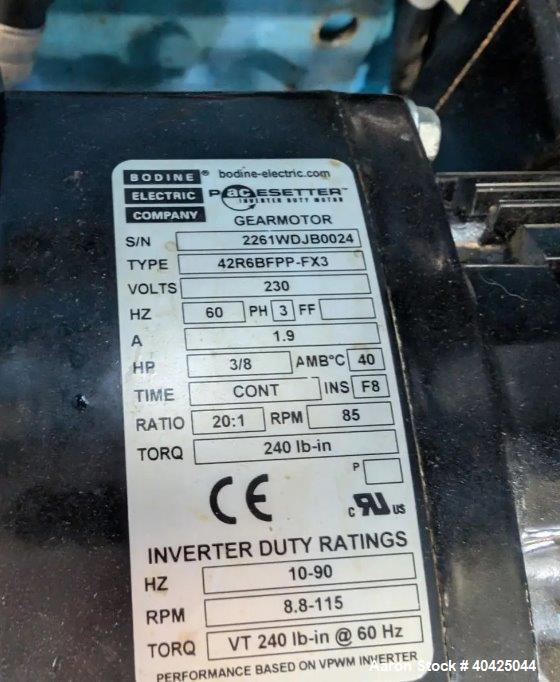 BODINE ® bodine-electric.com
ELECTRIC PacESETTER™
COMPANY INVERTER DUTY MOTOR
GEARMOTOR
S/N 2261WDJB0024
TYPE 42R6BFPP-FX3
VOLTS 230
HZ 60 PH 3 FF
A 1.9
HP 3/8 AMB°C 40
TIME CONT INS F8
RATIO 20:1 RPM 85
TORQ 240 lb-in
P
CE c RU us
INVERTER DUTY RATINGS
HZ 10-90
RPM 8.8-115
TORQ VT 240 lb-in @ 60 Hz
PERFORMANCE BASED ON VPWM INVERTER
Aaron Stock # 40425044